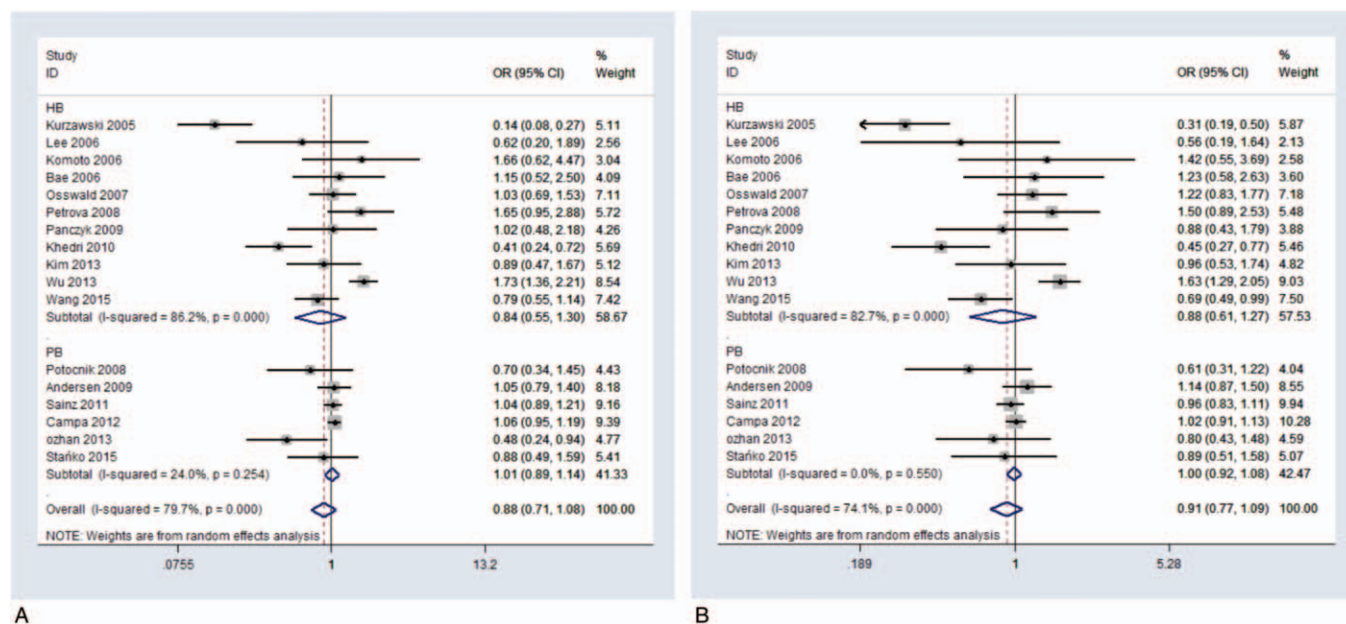 Study %
ID OR (95% CI) Weight
HB
Kurzawski 2005 0.14 (0.08, 0.27) 5.11
Lee 2006 0.62 (0.20, 1.89) 2.56
Komoto 2006 1.66 (0.62, 4.47) 3.04
Bae 2006 1.15 (0.52, 2.50) 4.09
Osswald 2007 1.03 (0.69, 1.53) 7.11
Petrova 2008 1.65 (0.95, 2.88) 5.72
Panczyk 2009 1.02 (0.48, 2.18) 4.26
Khedri 2010 0.41 (0.24, 0.72) 5.69
Kim 2013 0.89 (0.47, 1.67) 5.12
Wu 2013 1.73 (1.36, 2.21) 8.54
Wang 2015 0.79 (0.55, 1.14) 7.42
Subtotal (I-squared = 86.2%, p = 0.000) 0.84 (0.55, 1.30) 58.67
.
PB
Potocnik 2008 0.70 (0.34, 1.45) 4.43
Andersen 2009 1.05 (0.79, 1.40) 8.18
Sainz 2011 1.04 (0.89, 1.21) 9.16
Campa 2012 1.06 (0.95, 1.19) 9.39
ozhan 2013 0.48 (0.24, 0.94) 4.77
Stańko 2015 0.88 (0.49, 1.59) 5.41
Subtotal (I-squared = 24.0%, p = 0.254) 1.01 (0.89, 1.14) 41.33
.
Overall (I-squared = 79.7%, p = 0.000) 0.88 (0.71, 1.08) 100.00
NOTE: Weights are from random effects analysis
.0755 1 13.2
A
Study %
ID OR (95% CI) Weight
HB
Kurzawski 2005 0.31 (0.19, 0.50) 5.87
Lee 2006 0.56 (0.19, 1.64) 2.13
Komoto 2006 1.42 (0.55, 3.69) 2.58
Bae 2006 1.23 (0.58, 2.63) 3.60
Osswald 2007 1.22 (0.83, 1.77) 7.18
Petrova 2008 1.50 (0.89, 2.53) 5.48
Panczyk 2009 0.88 (0.43, 1.79) 3.88
Khedri 2010 0.45 (0.27, 0.77) 5.46
Kim 2013 0.96 (0.53, 1.74) 4.82
Wu 2013 1.63 (1.29, 2.05) 9.03
Wang 2015 0.69 (0.49, 0.99) 7.50
Subtotal (I-squared = 82.7%, p = 0.000) 0.88 (0.61, 1.27) 57.53
.
PB
Potocnik 2008 0.61 (0.31, 1.22) 4.04
Andersen 2009 1.14 (0.87, 1.50) 8.55
Sainz 2011 0.96 (0.83, 1.11) 9.94
Campa 2012 1.02 (0.91, 1.13) 10.28
ozhan 2013 0.80 (0.43, 1.48) 4.59
Stańko 2015 0.89 (0.51, 1.58) 5.07
Subtotal (I-squared = 0.0%, p = 0.550) 1.00 (0.92, 1.08) 42.47
.
Overall (I-squared = 74.1%, p = 0.000) 0.91 (0.77, 1.09) 100.00
NOTE: Weights are from random effects analysis
.189 1 5.28
B